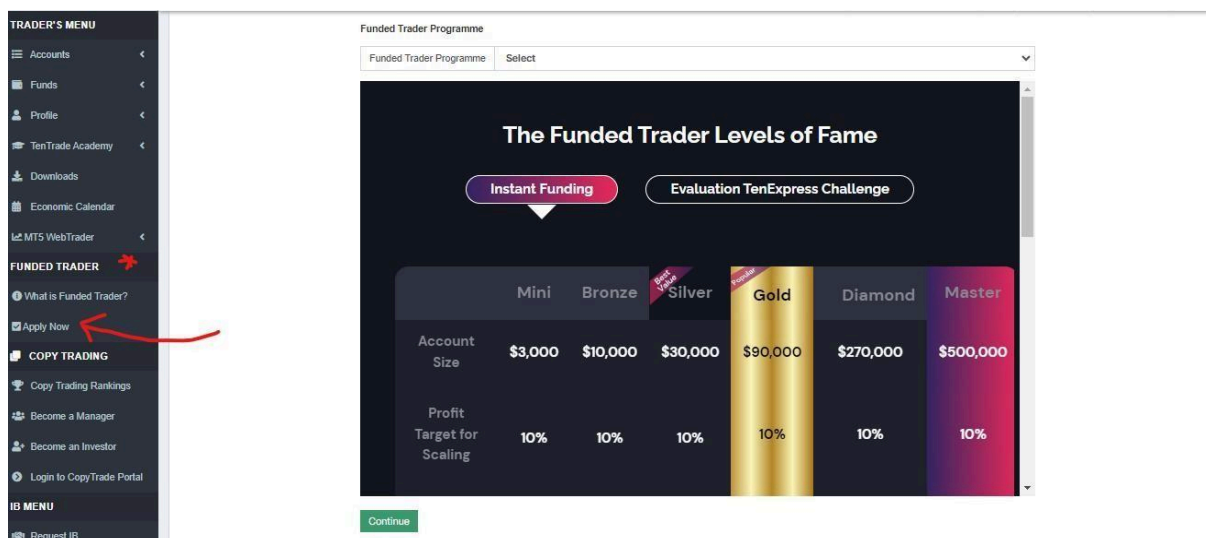 TRADER'S MENU
Accounts
Funds
Profile
TenTrade Academy
Downloads
Economic Calendar
MT5 WebTrader
FUNDED TRADER
What is Funded Trader?
Apply Now
COPY TRADING
Copy Trading Rankings
Become a Manager
Become an Investor
Login to CopyTrade Portal
IB MENU
Request IB
Funded Trader Programme
Funded Trader Programme Select
The Funded Trader Levels of Fame
Instant Funding Evaluation TenExpress Challenge
Best Value
Popular
Mini Bronze Silver Gold Diamond Master
Account
Size
$3,000 $10,000 $30,000 $90,000 $270,000 $500,000
Profit
Target for
Scaling
10% 10% 10% 10% 10% 10%
Continue